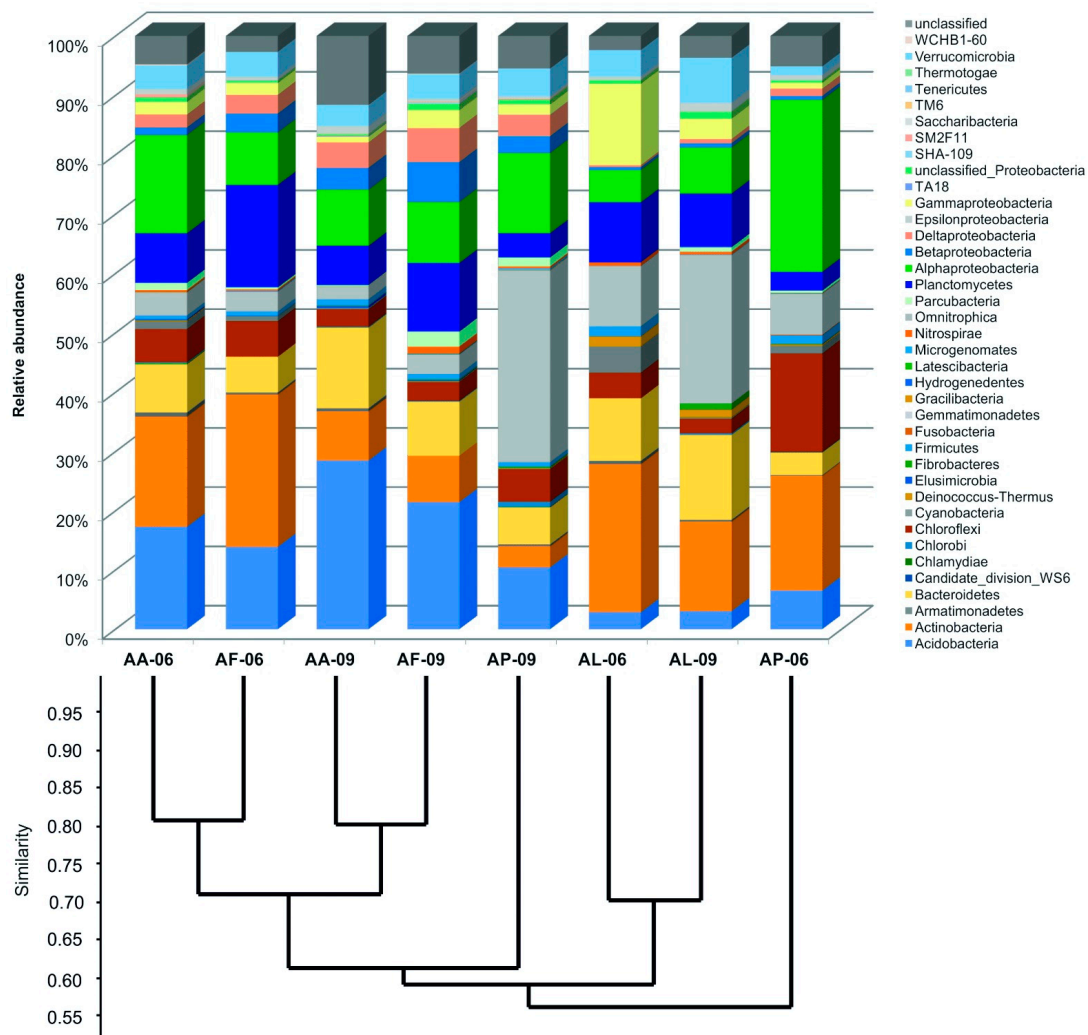 100%
90%
80%
70%
60%
50%
40%
30%
20%
10%
0%
Relative abundance
AA-06 AF-06 AA-09 AF-09 AP-09 AL-06 AL-09 AP-06
unclassified
WCHB1-60
Verrucomicrobia
Thermotogae
Tenericutes
TM6
Saccharibacteria
SM2F11
SHA-109
unclassified_Proteobacteria
TA18
Gammaproteobacteria
Epsilonproteobacteria
Deltaproteobacteria
Betaproteobacteria
Alphaproteobacteria
Planctomycetes
Parcubacteria
Omnitrophica
Nitrospirae
Microgenomates
Latescibacteria
Hydrogenedentes
Gracilibacteria
Gemmatimonadetes
Fusobacteria
Firmicutes
Fibrobacteres
Elusimicrobia
Deinococcus-Thermus
Cyanobacteria
Chloroflexi
Chlorobi
Chlamydiae
Candidate_division_WS6
Bacteroidetes
Armatimonadetes
Actinobacteria
Acidobacteria
0.95
0.90
0.85
0.80
0.75
0.70
0.65
0.60
0.55
Similarity